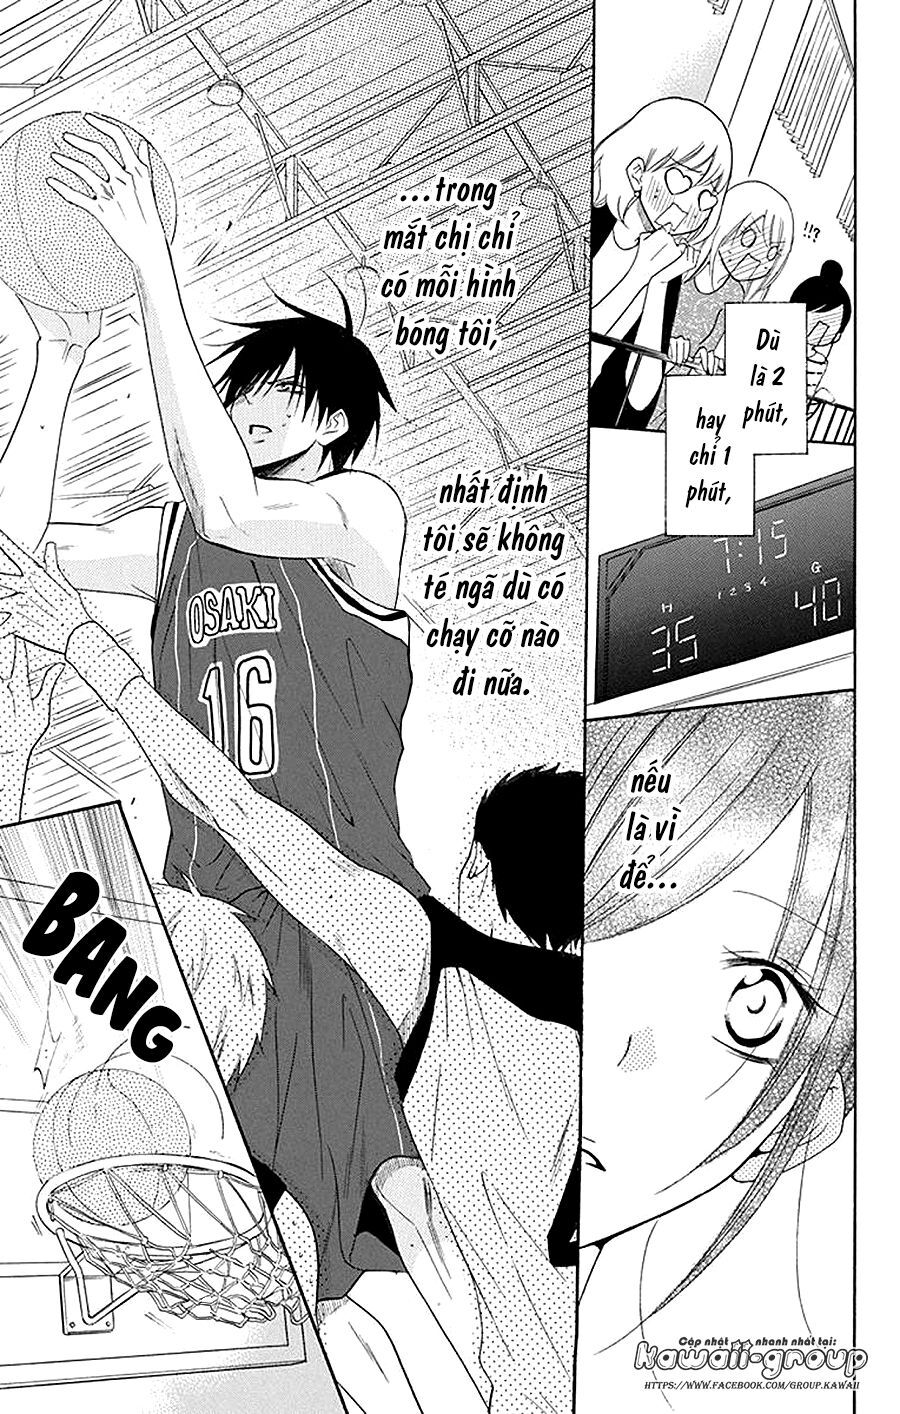 !!?
Dù
là 2
phút,
hay
chỉ 1
phút,
7:15
1 2 3 4
H
G
35
40
nếu
là vì
để...
...trong
mắt chị chỉ
có mỗi hình
bóng tôi,
nhất định
tôi sẽ không
té ngã dù có
chạy cỡ nào
đi nữa.
OSAKI
16
BANG
Cập nhật nhanh nhất tại:
kawaii-group
HTTPS://WWW.FACEBOOK.COM/GROUP.KAWAII